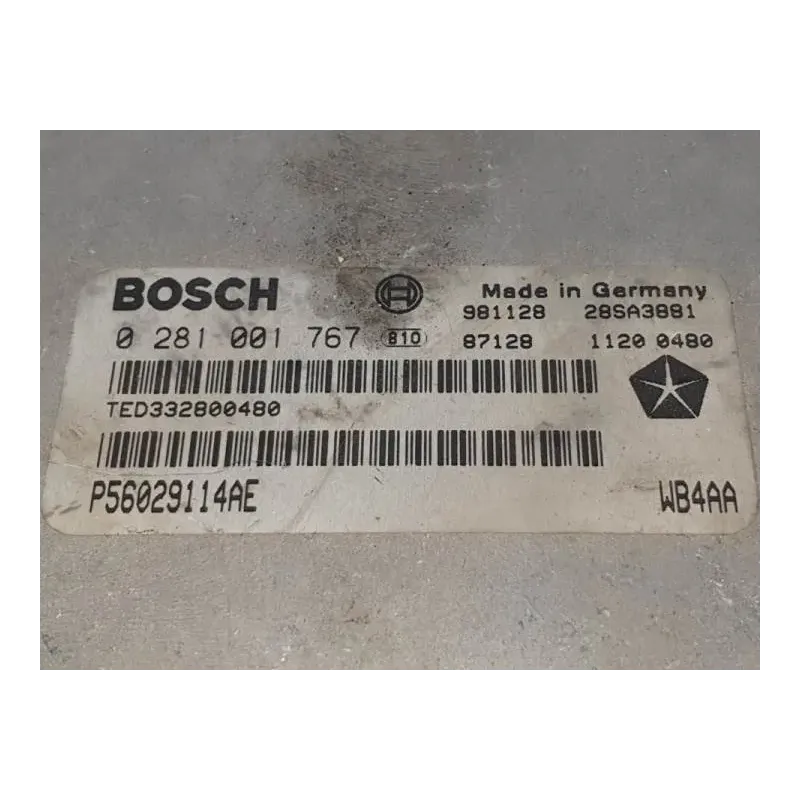 BOSCH Made in Germany
981128 28SA3881
0 281 001 767 810 87128 1120 0480
TED332800480
P56029114AE WB4AA